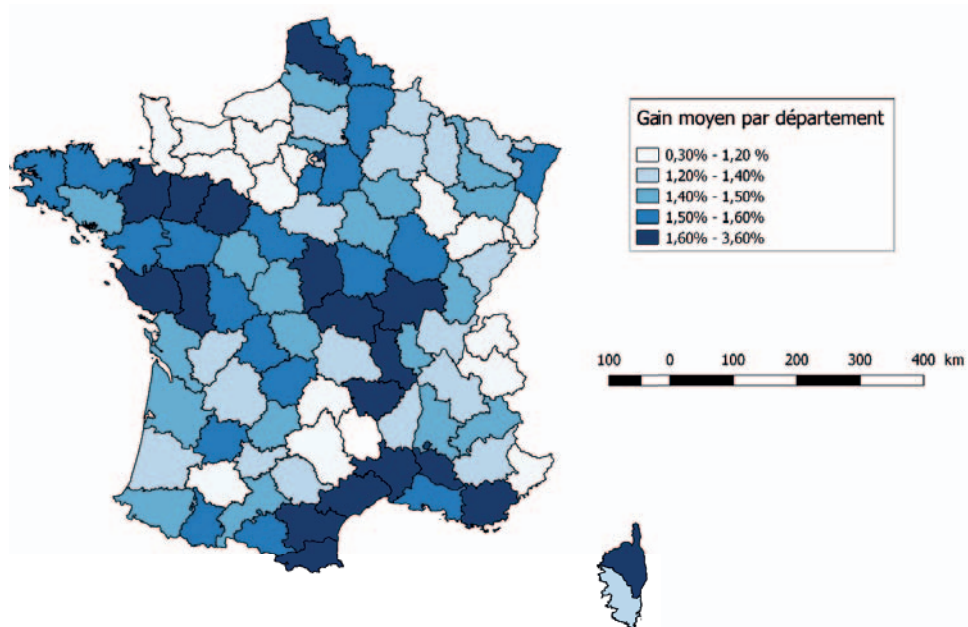 Gain moyen par département
0,30% - 1,20 %
1,20% - 1,40%
1,40% - 1,50%
1,50% - 1,60%
1,60% - 3,60%
100 0 100 200 300 400 km